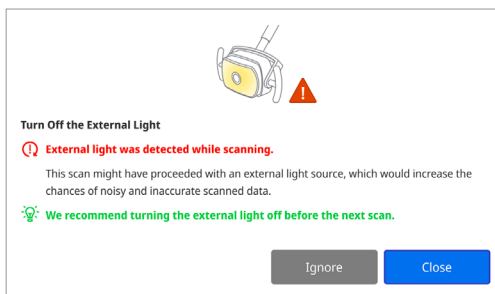 Turn Off the External Light
External light was detected while scanning.
This scan might have proceeded with an external light source, which would increase the
chances of noisy and inaccurate scanned data.
We recommend turning the external light off before the next scan.
Ignore
Close